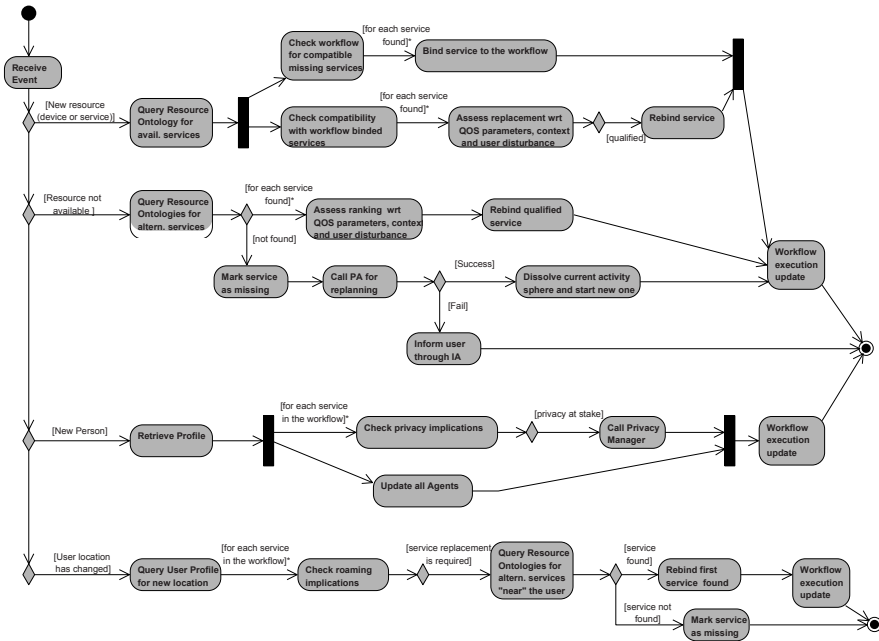 Receive
Event
[New resource
(device or service)]
Query Resource
Ontology for
avail. services
Check workflow
for compatible
missing services
[for each service
found]*
Bind service to the workflow
Check compatibility
with workflow binded
services
[for each service
found]*
Assess replacement wrt
QOS parameters, context
and user disturbance
[qualified]
Rebind service
[Resource not
available ]
Query Resource
Ontologies for
altern. services
[for each service
found]*
Assess ranking wrt
QOS parameters, context
and user disturbance
Rebind qualified
service
[not found]
Mark service
as missing
Call PA for
replanning
[Success]
Dissolve current activity
sphere and start new one
[Fail]
Inform user
through IA
Workflow
execution
update
[New Person]
Retrieve Profile
[for each service
in the workflow]*
Check privacy implications
[privacy at stake]
Call Privacy
Manager
Update all Agents
Workflow
execution
update
[User location
has changed]
Query User Profile
for new location
[for each service
in the workflow]*
Check roaming
implications
[service replacement
is required]
Query Resource
Ontologies for
altern. services
"near" the user
[service
found]
Rebind first
service found
Workflow
execution
update
[service not
found]
Mark service
as missing